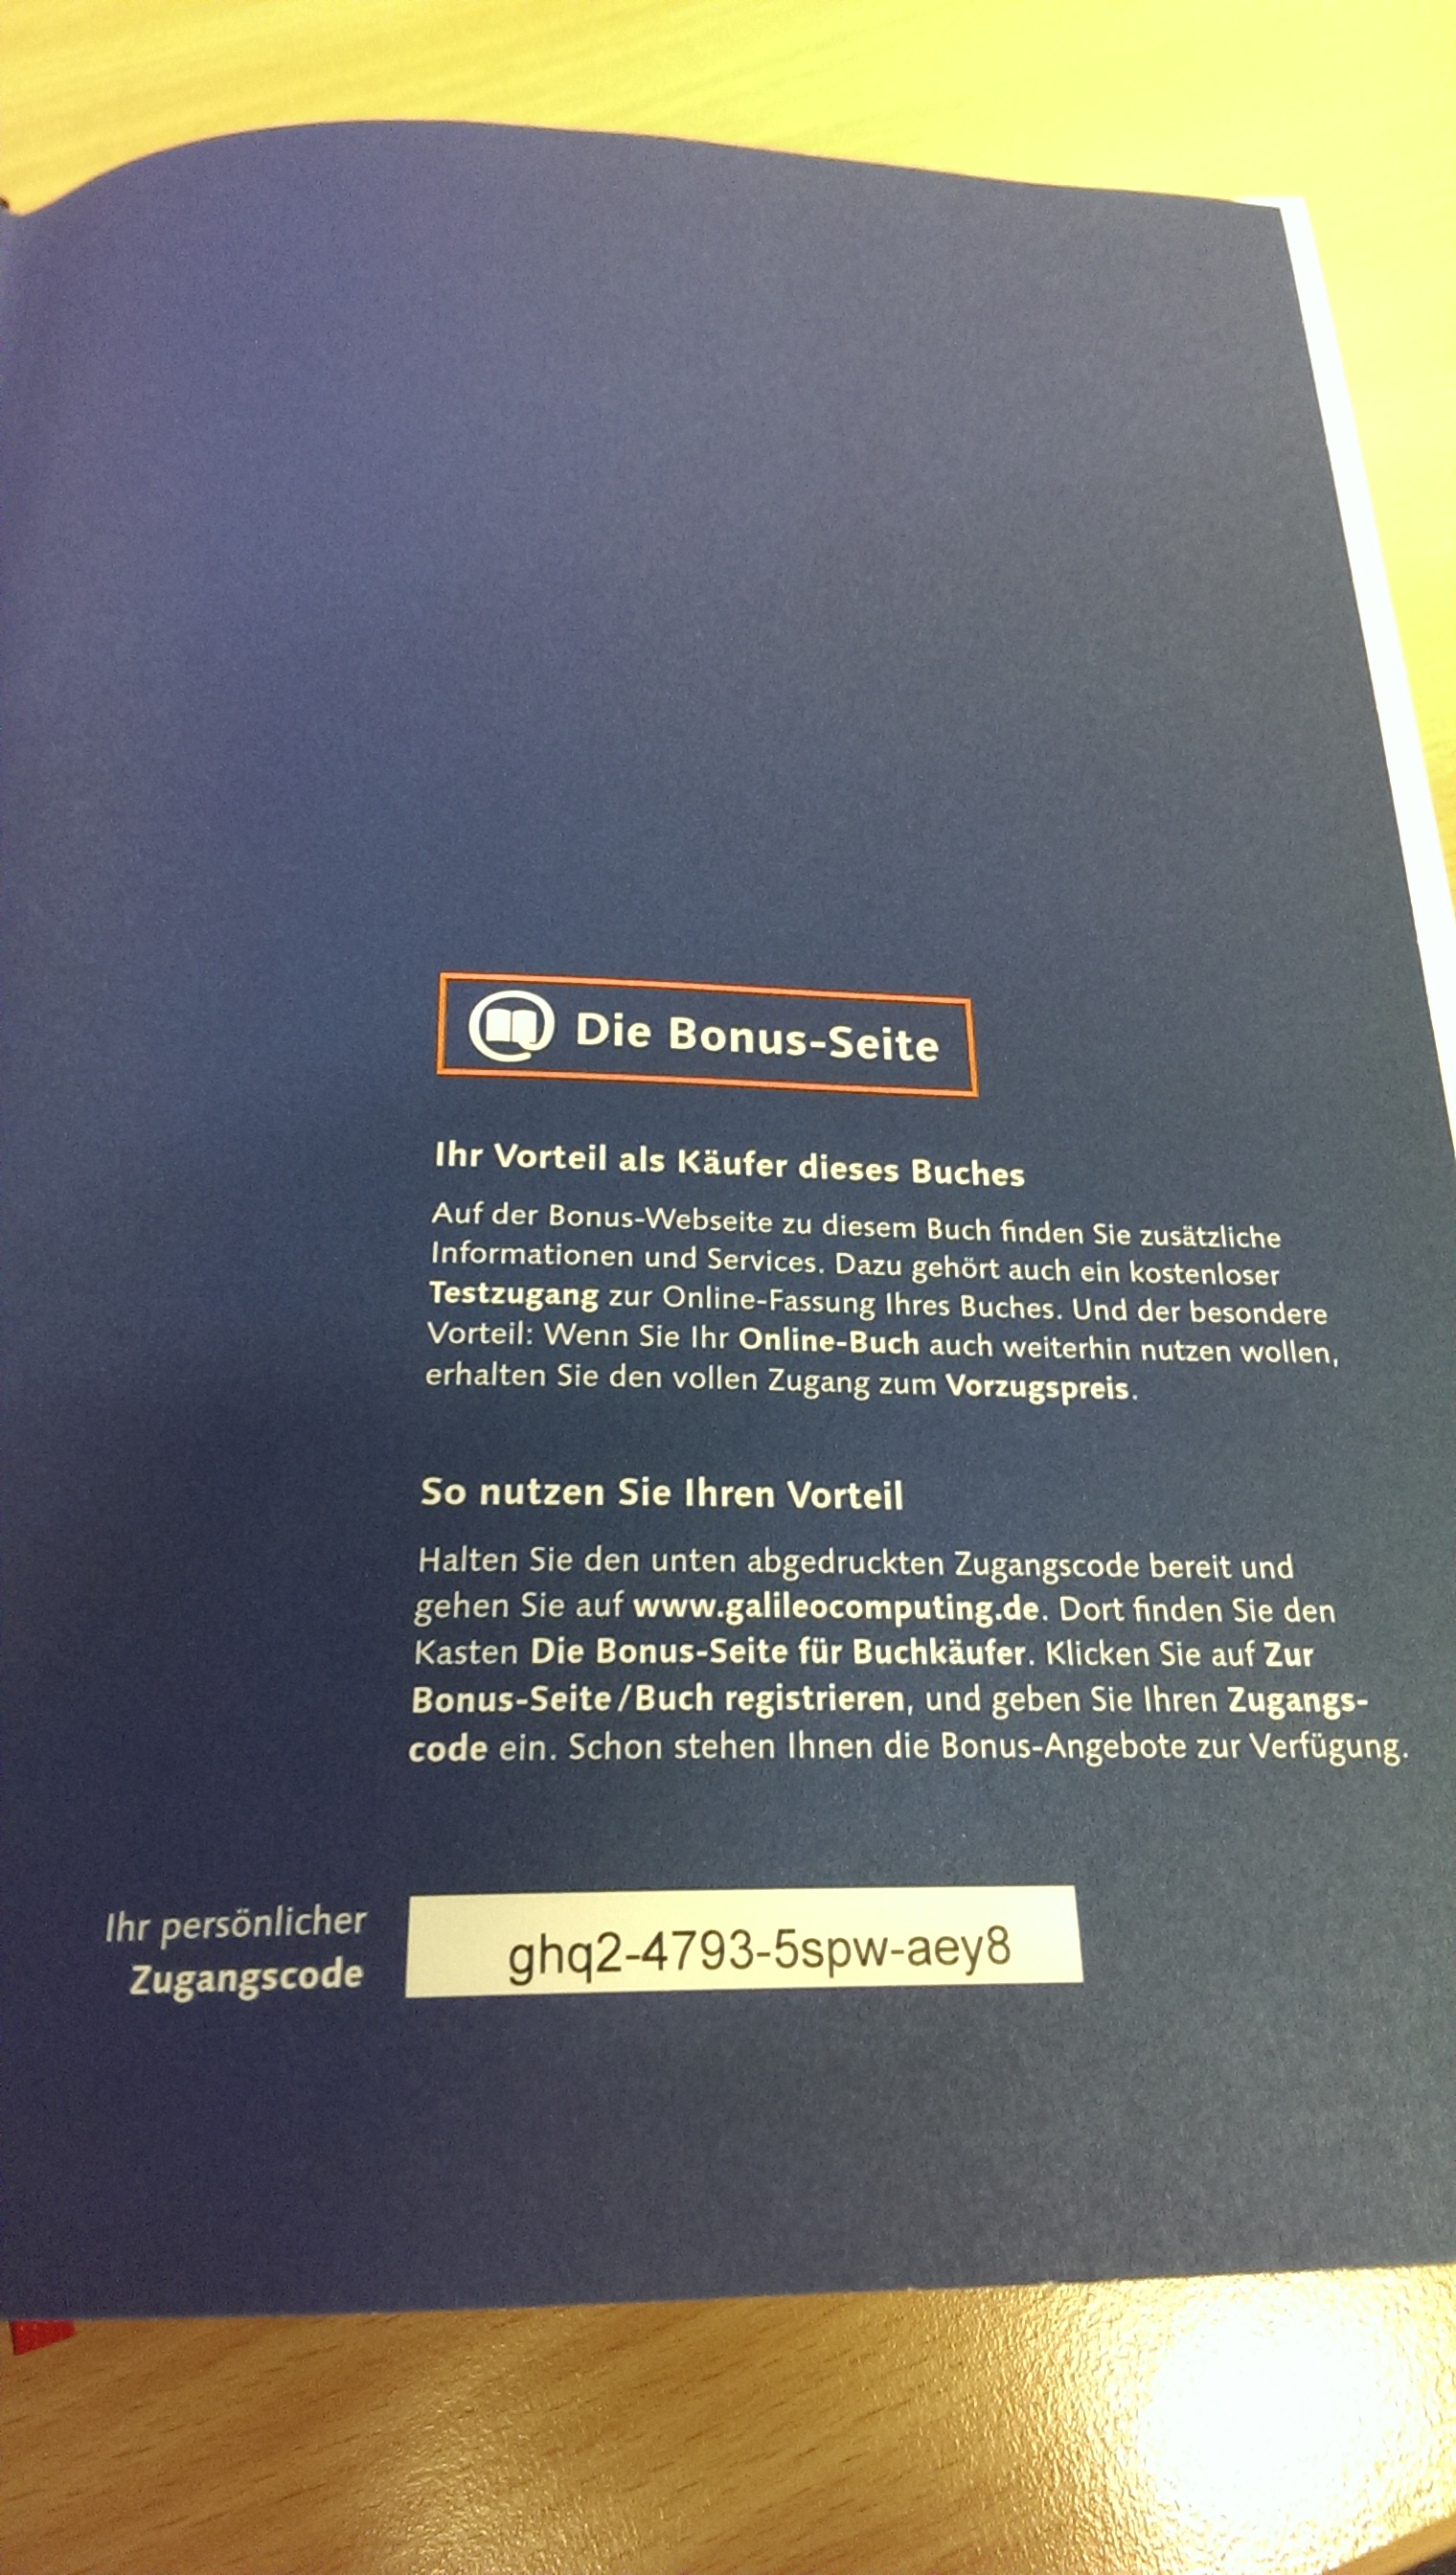 Die Bonus-Seite
Ihr Vorteil als Käufer dieses Buches
Auf der Bonus-Webseite zu diesem Buch finden Sie zusätzliche
Informationen und Services. Dazu gehört auch ein kostenloser
Testzugang zur Online-Fassung Ihres Buches. Und der besondere
Vorteil: Wenn Sie Ihr Online-Buch auch weiterhin nutzen wollen,
erhalten Sie den vollen Zugang zum Vorzugspreis.
So nutzen Sie Ihren Vorteil
Halten Sie den unten abgedruckten Zugangscode bereit und
gehen Sie auf www.galileocomputing.de. Dort finden Sie den
Kasten Die Bonus-Seite für Buchkäufer. Klicken Sie auf Zur
Bonus-Seite/Buch registrieren, und geben Sie Ihren Zugangs-
code ein. Schon stehen Ihnen die Bonus-Angebote zur Verfügung.
Ihr persönlicher
Zugangscode
ghq2-4793-5spw-aey8